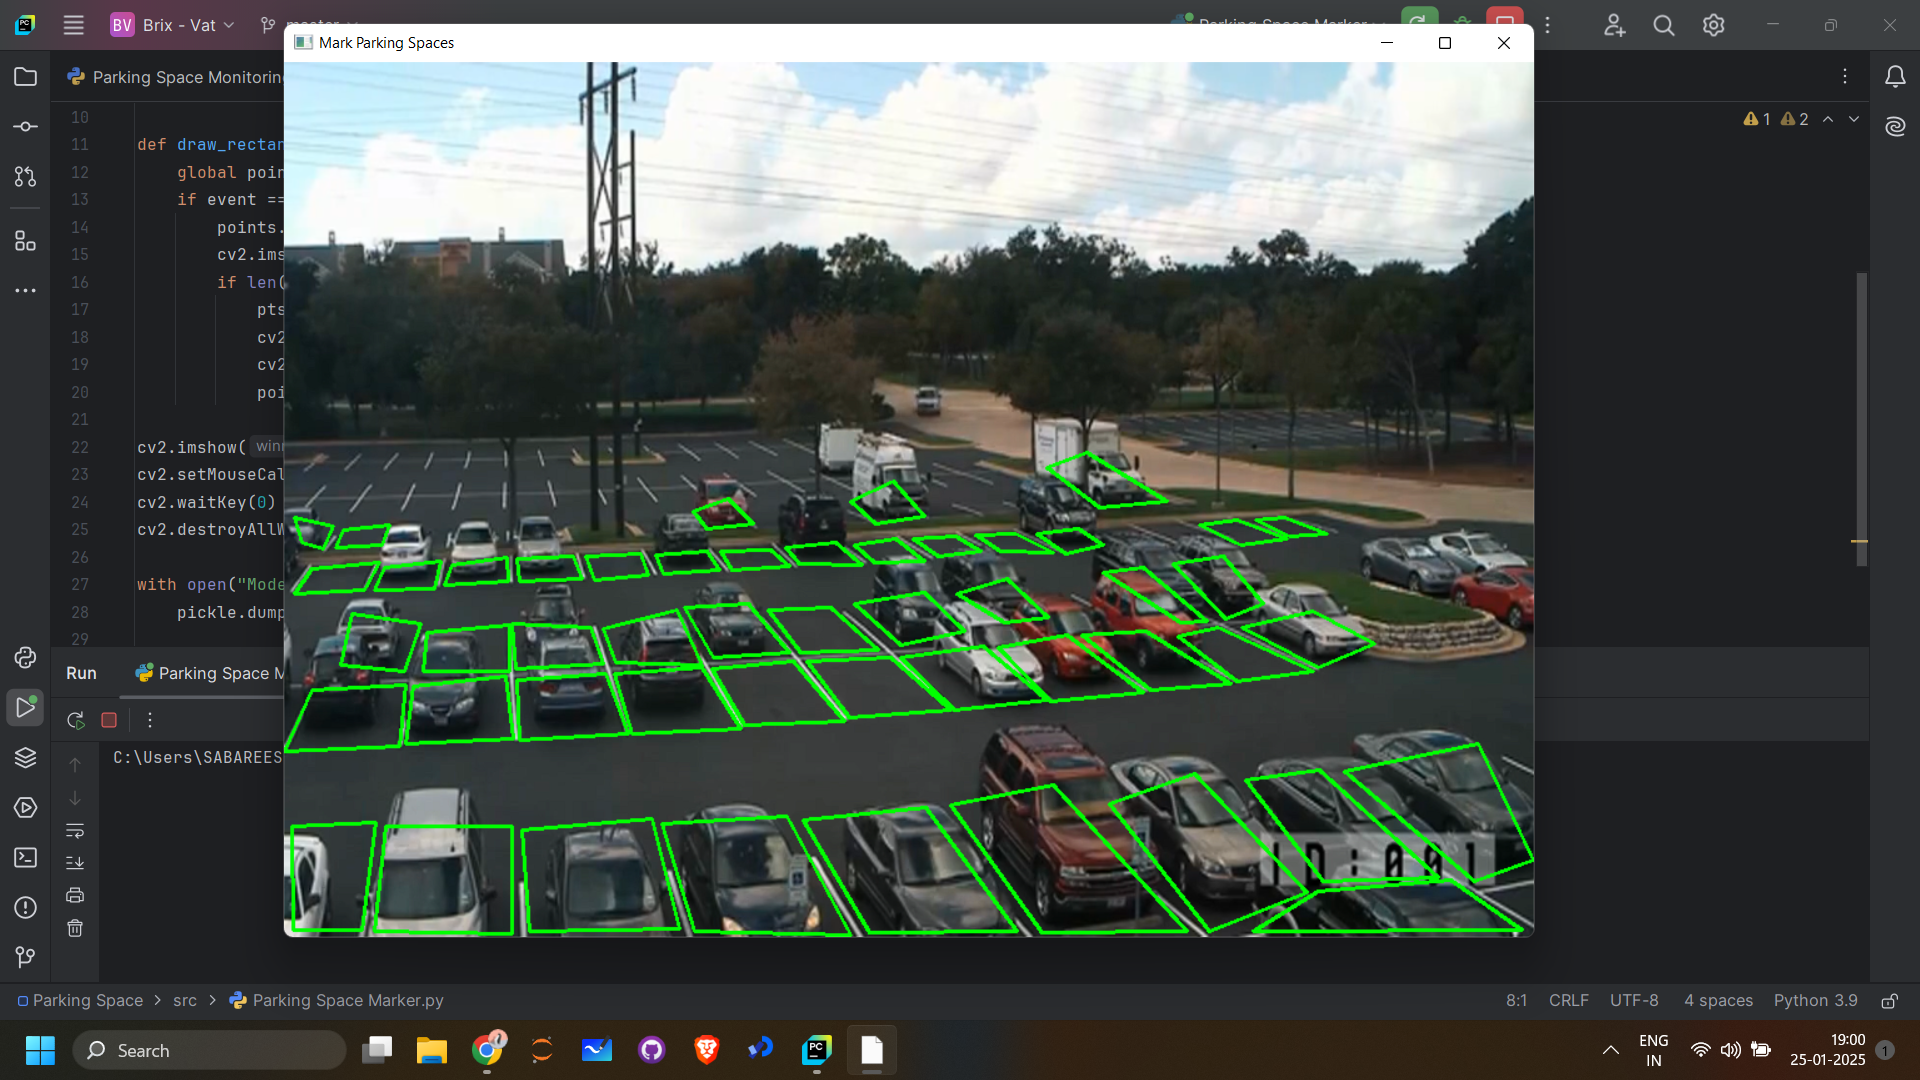 BV Brix - Vat
Mark Parking Spaces
Parking Space Monitorin
1 2
10
11 def draw_rectan
12 global poin
13 if event ==
14 points.
15 cv2.ims
16 if len(
17 pts
18 cv2
19 cv2
20 poi
21
22 cv2.imshow( winn
23 cv2.setMouseCal
24 cv2.waitKey(0)
25 cv2.destroyAllW
26
27 with open("Mode
28 pickle.dump
29
Run Parking Space M
C:\Users\SABAREES
ID:001
Parking Space > src > Parking Space Marker.py 8:1 CRLF UTF-8 4 spaces Python 3.9
PC Search PC ENG 19:00
IN 25-01-2025 1